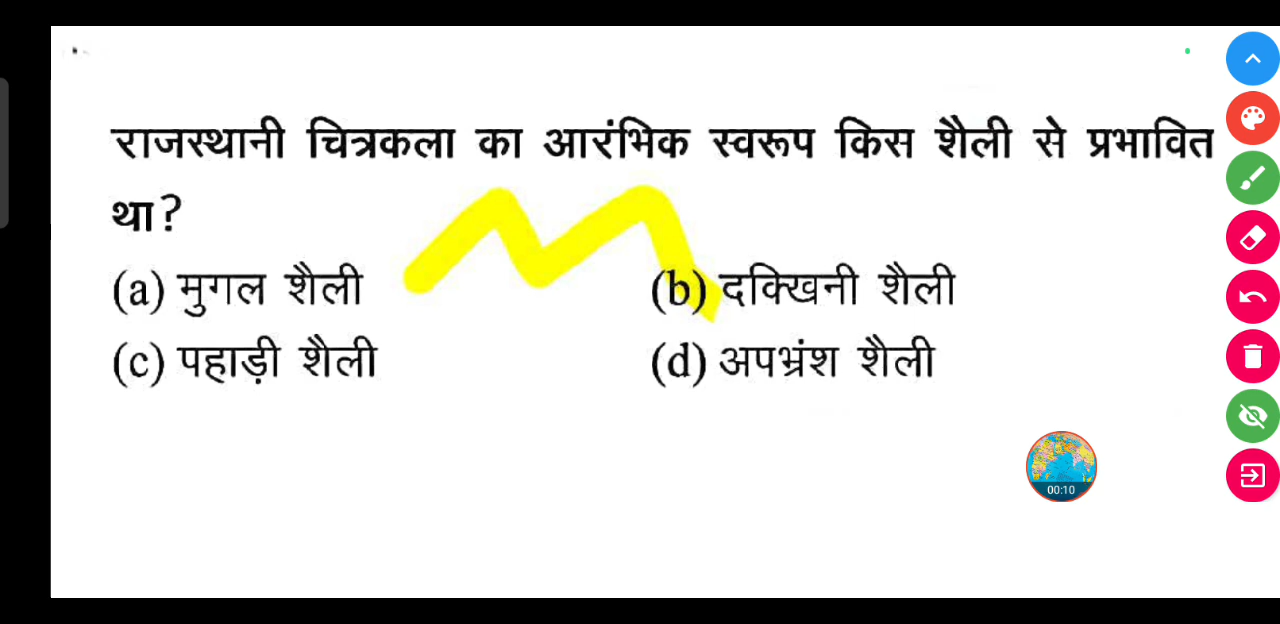 राजस्थानी चित्रकला का आरंभिक स्वरूप किस शैली से प्रभावित
था?
(a) मुगल शैली (b) दक्खिनी शैली
(c) पहाड़ी शैली (d) अपभ्रंश शैली
00:10